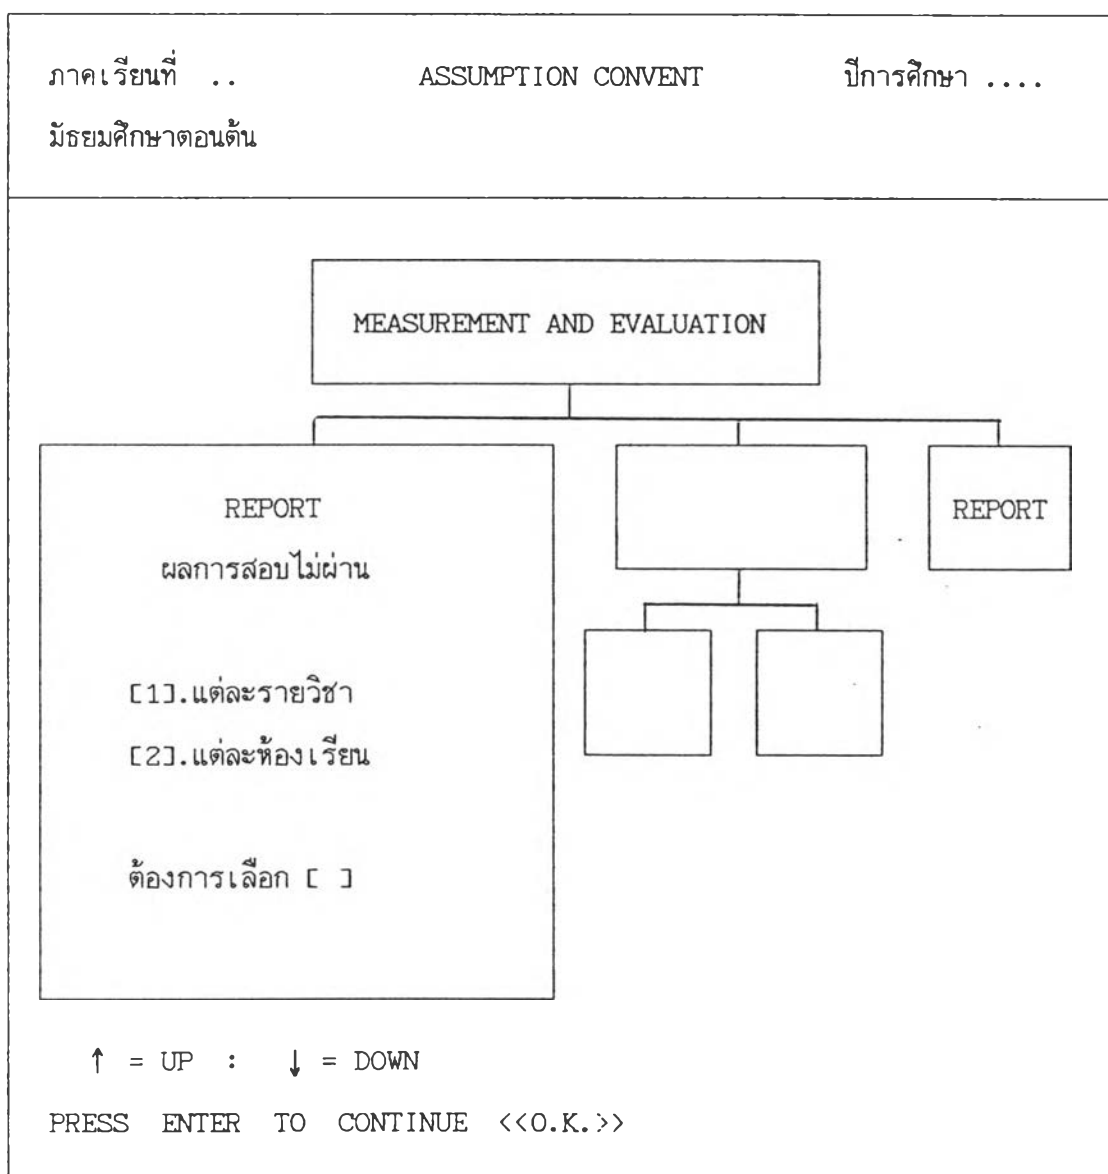 ภาคเรียนที่ .. ASSUMPTION CONVENT ปีการศึกษา ....
มัธยมศึกษาตอนต้น
MEASUREMENT AND EVALUATION
REPORT
ผลการสอบไม่ผ่าน
[1].แต่ละรายวิชา
[2].แต่ละห้องเรียน
ต้องการเลือก [ ]
REPORT
↑ = UP : ↓ = DOWN
PRESS ENTER TO CONTINUE <<O.K.>>